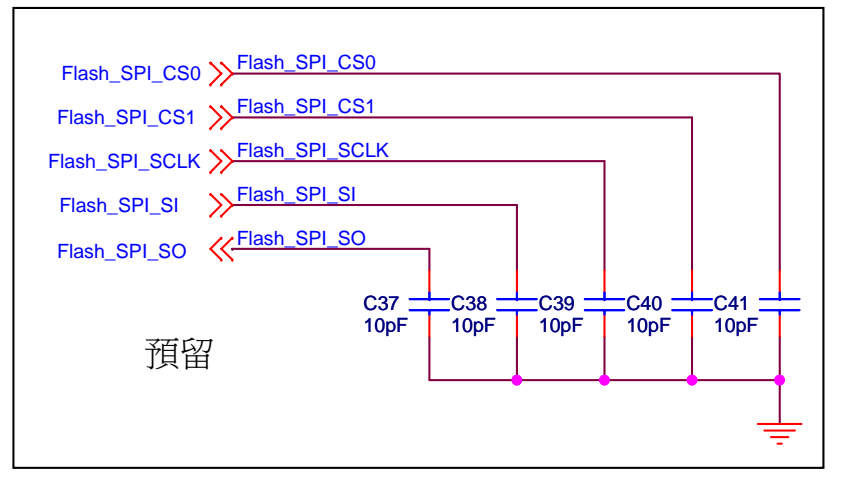 Flash_SPI_CS0 Flash_SPI_CS0
Flash_SPI_CS1 Flash_SPI_CS1
Flash_SPI_SCLK Flash_SPI_SCLK
Flash_SPI_SI Flash_SPI_SI
Flash_SPI_SO Flash_SPI_SO
C37 C38 C39 C40 C41
10pF 10pF 10pF 10pF 10pF
預留